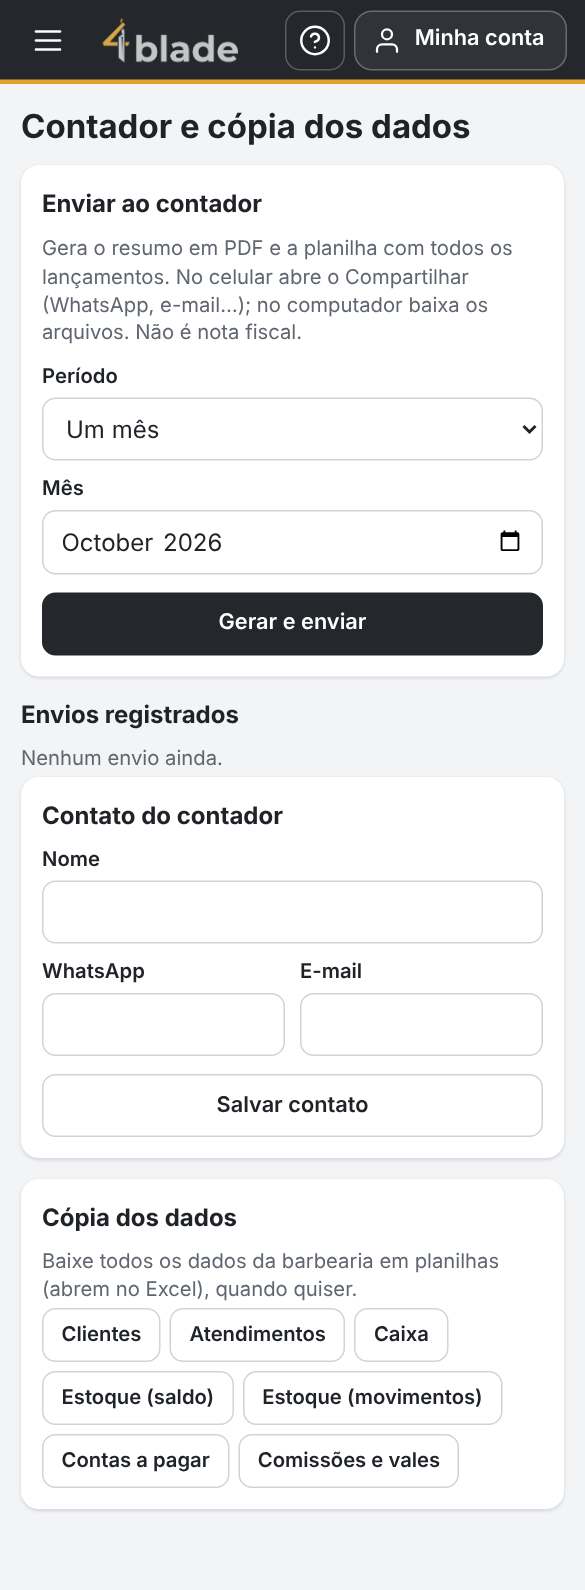 4blade
Minha conta
Contador e cópia dos dados
Enviar ao contador
Gera o resumo em PDF e a planilha com todos os
lançamentos. No celular abre o Compartilhar
(WhatsApp, e-mail...); no computador baixa os
arquivos. Não é nota fiscal.
Período
Um mês
Mês
October 2026
Gerar e enviar
Envios registrados
Nenhum envio ainda.
Contato do contador
Nome
WhatsApp E-mail
Salvar contato
Cópia dos dados
Baixe todos os dados da barbearia em planilhas
(abrem no Excel), quando quiser.
Clientes Atendimentos Caixa
Estoque (saldo) Estoque (movimentos)
Contas a pagar Comissões e vales